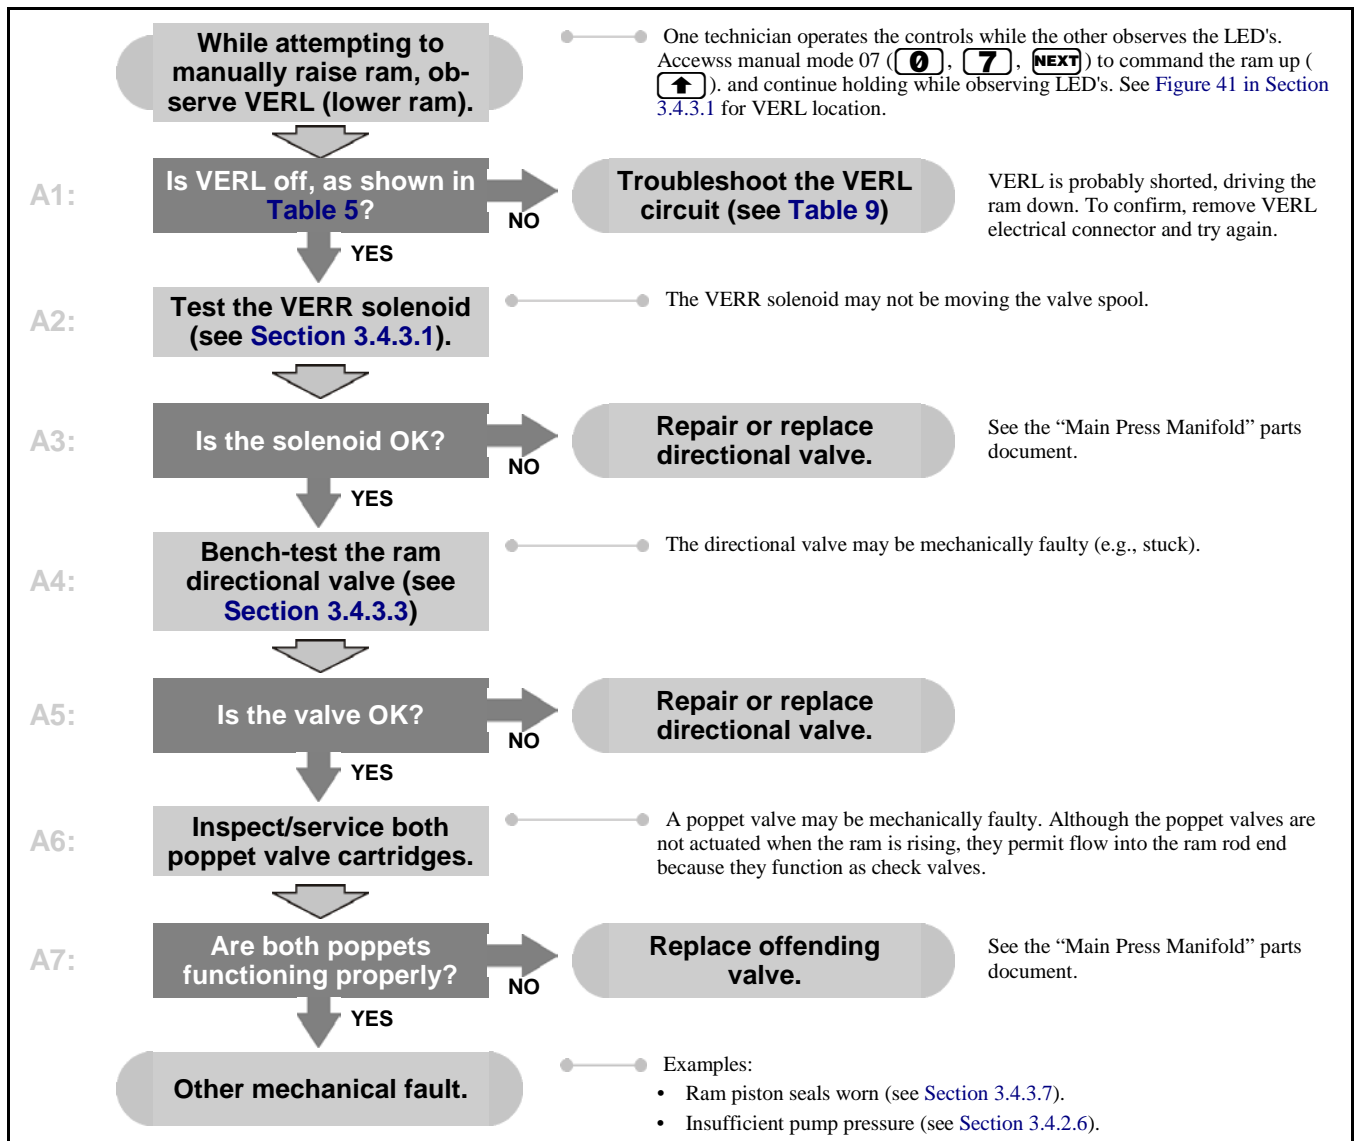 While attempting to
manually raise ram, ob-
serve VERL (lower ram).
One technician operates the controls while the other observes the LED's.
Accewss manual mode 07 ( 0 , 7 , NEXT ) to command the ram up (
). and continue holding while observing LED's. See Figure 41 in Section
3.4.3.1 for VERL location.
A1:
Is VERL off, as shown in
Table 5?
NO
Troubleshoot the VERL
circuit (see Table 9)
VERL is probably shorted, driving the
ram down. To confirm, remove VERL
electrical connector and try again.
YES
A2:
Test the VERR solenoid
(see Section 3.4.3.1).
The VERR solenoid may not be moving the valve spool.
A3:
Is the solenoid OK?
NO
Repair or replace
directional valve.
See the “Main Press Manifold” parts
document.
YES
A4:
Bench-test the ram
directional valve (see
Section 3.4.3.3)
The directional valve may be mechanically faulty (e.g., stuck).
A5:
Is the valve OK?
NO
Repair or replace
directional valve.
YES
A6:
Inspect/service both
poppet valve cartridges.
A poppet valve may be mechanically faulty. Although the poppet valves are
not actuated when the ram is rising, they permit flow into the ram rod end
because they function as check valves.
A7:
Are both poppets
functioning properly?
NO
Replace offending
valve.
See the “Main Press Manifold” parts
document.
YES
Other mechanical fault.
Examples:
• Ram piston seals worn (see Section 3.4.3.7).
• Insufficient pump pressure (see Section 3.4.2.6).